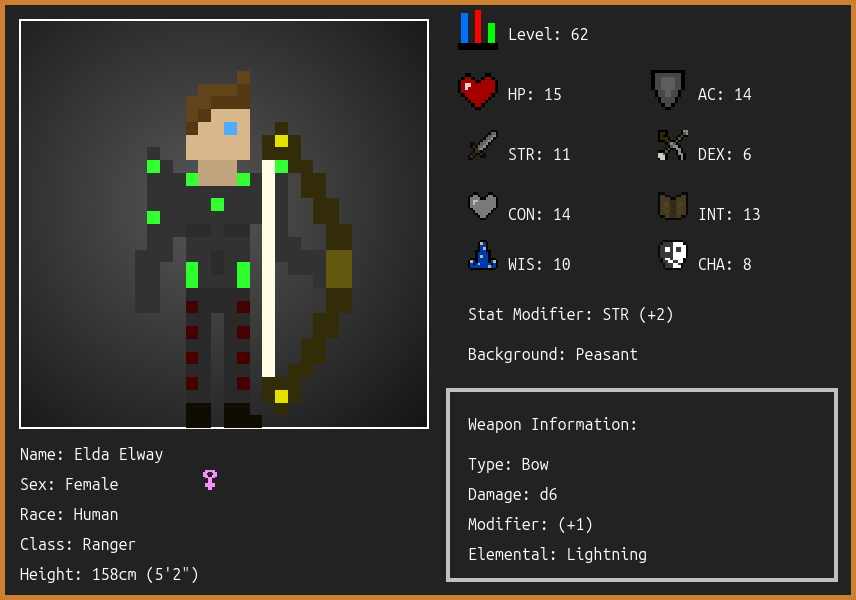 Level: 62
HP: 15
AC: 14
STR: 11
DEX: 6
CON: 14
INT: 13
WIS: 10
CHA: 8
Stat Modifier: STR (+2)
Background: Peasant
Weapon Information:
Type: Bow
Damage: d6
Modifier: (+1)
Elemental: Lightning
Name: Elda Elway
Sex: Female
Race: Human
Class: Ranger
Height: 158cm (5'2")